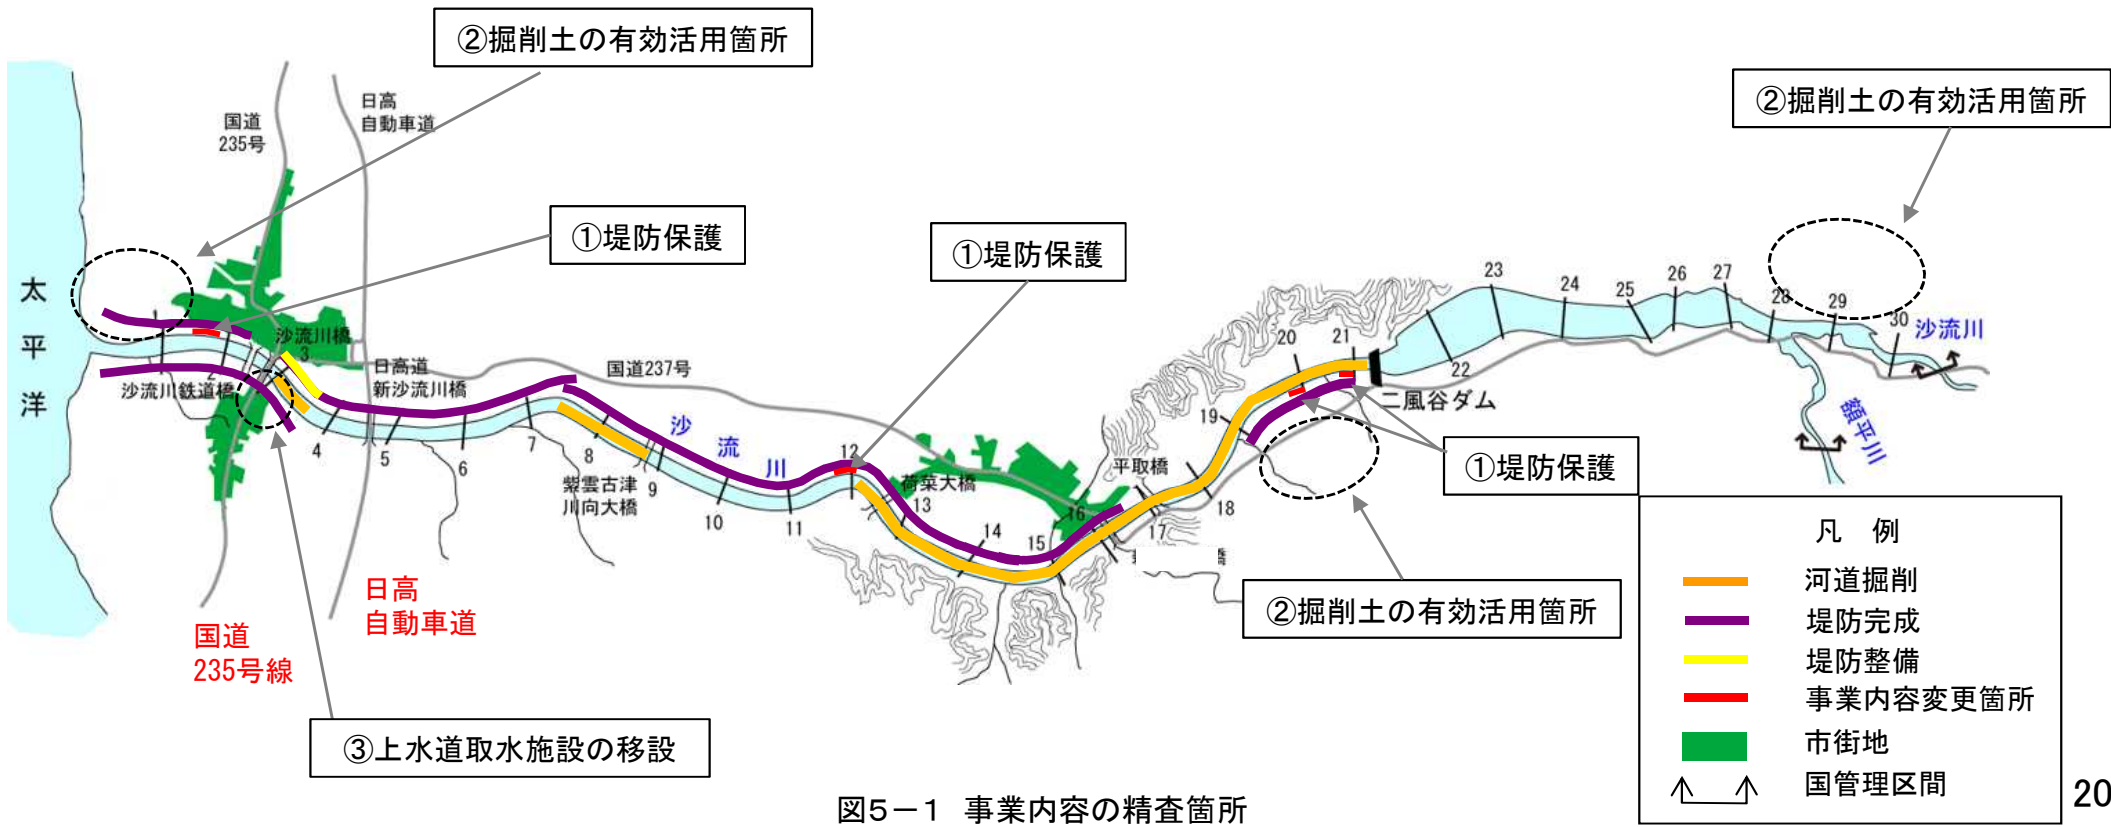 ②掘削土の有効活用箇所
②掘削土の有効活用箇所
日高
自動車道
国道
235号
①堤防保護
①堤防保護
太平洋
沙流川橋
沙流川鉄道橋
日高道
新沙流川橋
国道237号
紫雲古津
川向大橋
沙流川
荷菜大橋
平取橋
二風谷ダム
沙流川
額平川
①堤防保護
②掘削土の有効活用箇所
日高
自動車道
国道
235号線
③上水道取水施設の移設
1
2
3
4
5
6
7
8
9
10
11
12
13
14
15
16
17
18
19
20
21
22
23
24
25
26
27
28
29
30
凡 例
河道掘削
堤防完成
堤防整備
事業内容変更箇所
市街地
国管理区間
図5-1 事業内容の精査箇所
20